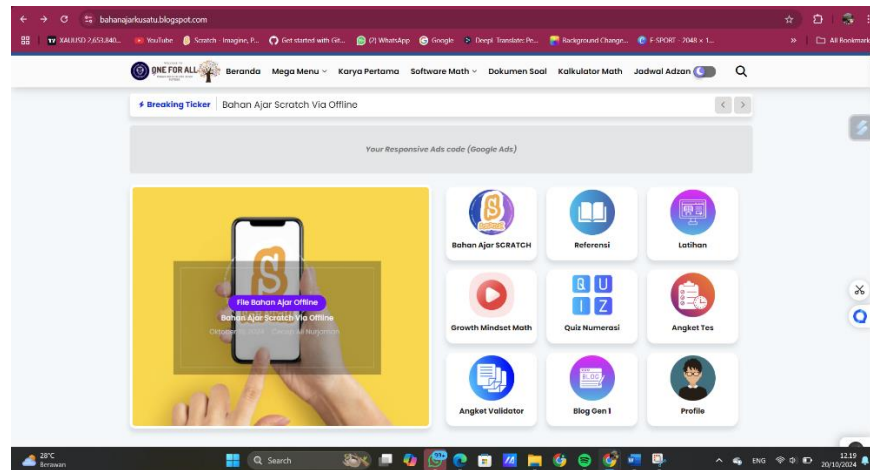 bahanajarkusatu.blogspot.com
XAUUSD 2,653.840... YouTube Scratch - Imagine, P... Get started with Git... (?) WhatsApp Google DeepL Translate: Pe... Background Change... F-SPORT - 2048 × 1... » All Bookmark
ONE FOR ALL Beranda Mega Menu Karya Pertama Software Math Dokumen Soal Kalkulator Math Jadwal Adzan
Breaking Ticker Bahan Ajar Scratch Via Offline
Your Responsive Ads code (Google Ads)
File Bahan Ajar Offline
Bahan Ajar Scratch Via Offline
Bahan Ajar SCRATCH Referensi Latihan
QUIZ
Growth Mindset Math Quiz Numerasi Angket Tes
BLOG
Angket Validator Blog Gen 1 Profile
28°C
Berawan
Search
99+
ENG
12.19
20/10/2024